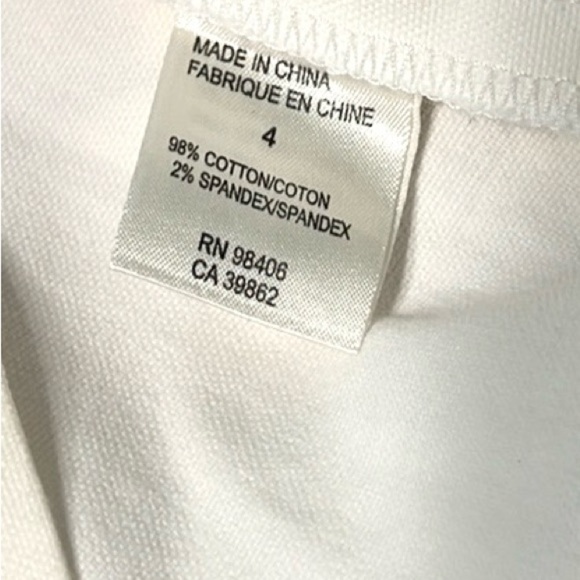 MADE IN CHINA
FABRIQUE EN CHINE
4
98% COTTON/COTON
2% SPANDEX/SPANDEX
RN 98406
CA 39862